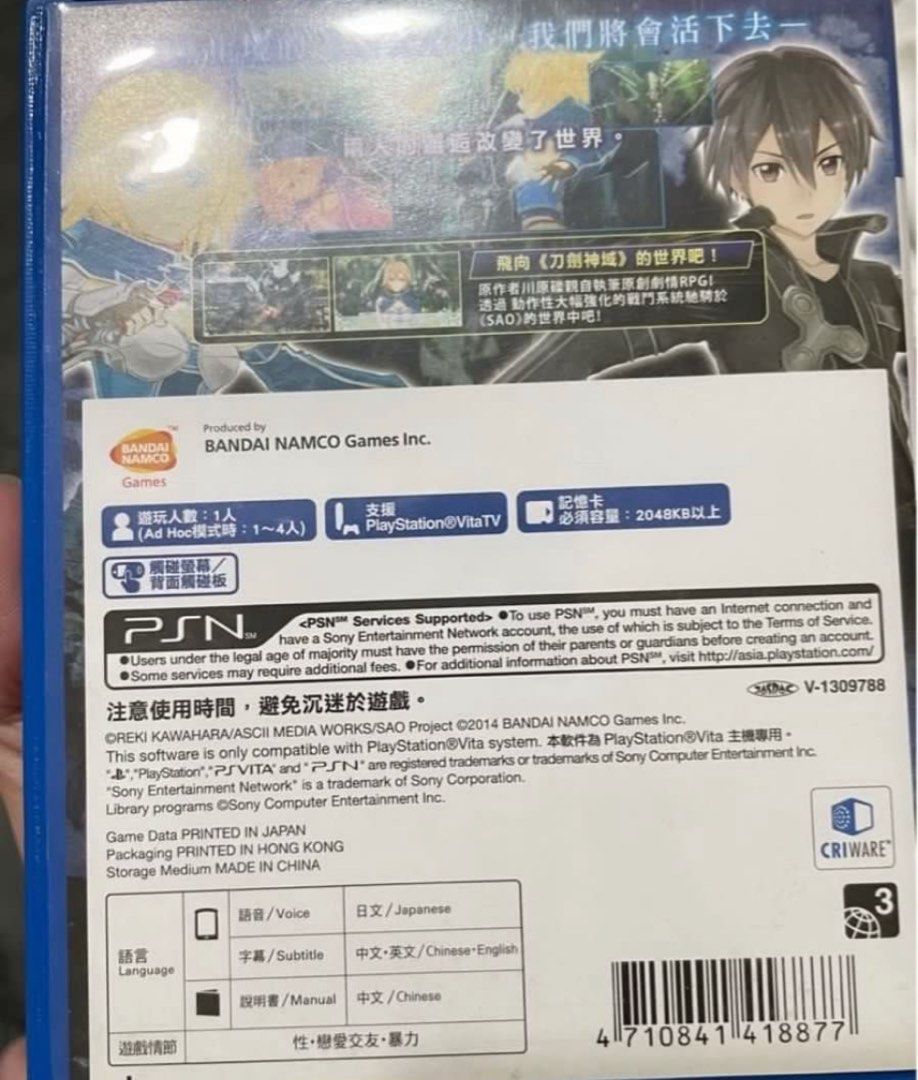 我們將會活下去—
改變了世界。
飛向《刀劍神域》的世界吧!
原作者川原礫親自執筆原創劇情RPG!
透過 動作性大幅強化的戰鬥系統馳騁於
《SAO》的世界中吧!
Produced by
BANDAI NAMCO Games Inc.
BANDAI
NAMCO
Games
遊玩人數:1人
(Ad Hoc模式時:1~4人)
支援
PlayStation®VitaTV
記憶卡
必須容量:2048KB以上
觸碰螢幕/
背面觸碰板
PSN℠
<PSN℠ Services Supported> ●To use PSN℠, you must have an Internet connection and
have a Sony Entertainment Network account, the use of which is subject to the Terms of Service.
●Users under the legal age of majority must have the permission of their parents or guardians before creating an account.
●Some services may require additional fees. ●For additional information about PSN℠, visit http://asia.playstation.com/
V-1309788
注意使用時間,避免沉迷於遊戲。
©REKI KAWAHARA/ASCII MEDIA WORKS/SAO Project ©2014 BANDAI NAMCO Games Inc.
This software is only compatible with PlayStation®Vita system. 本軟件為 PlayStation®Vita 主機專用。
"PlayStation", "PSVITA" and "PSN" are registered trademarks or trademarks of Sony Computer Entertainment Inc.
"Sony Entertainment Network" is a trademark of Sony Corporation.
Library programs ©Sony Computer Entertainment Inc.
Game Data PRINTED IN JAPAN
Packaging PRINTED IN HONG KONG
Storage Medium MADE IN CHINA
CRIWARE™
3
語言
Language
語音/Voice
日文/Japanese
字幕/Subtitle
中文・英文/Chinese・English
說明書/Manual
中文/Chinese
遊戲情節
性・戀愛交友・暴力
4 710841 418877